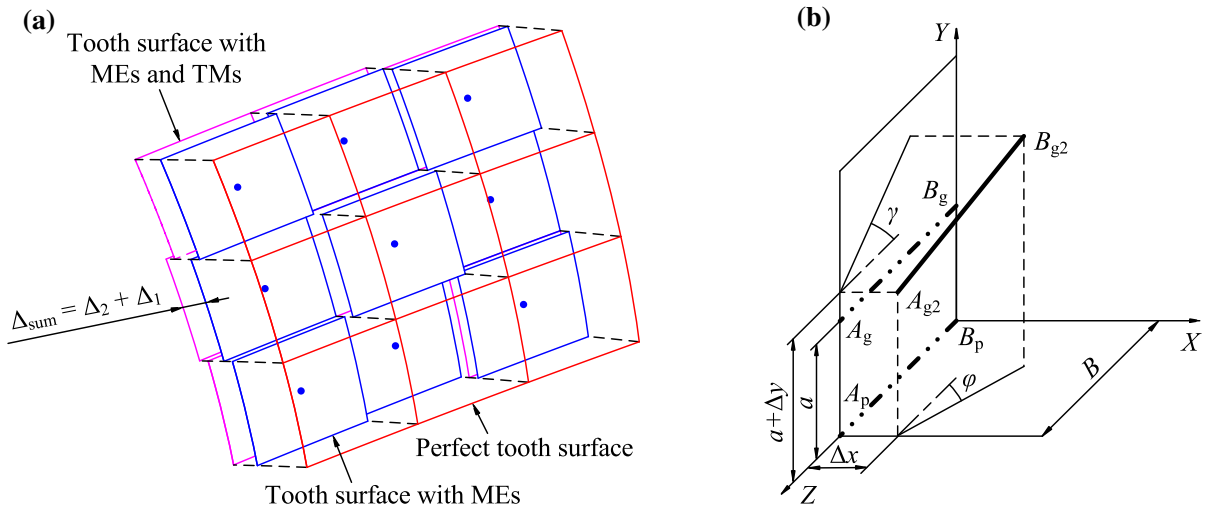 (a)
Tooth surface with
MEs and TMs
Δsum = Δ2 + Δ1
Perfect tooth surface
Tooth surface with MEs
(b)
Y
Bg2
Bg
γ
Ag2
Ag
Bp
X
B
Ap
φ
a+Δy
a
Δx
Z